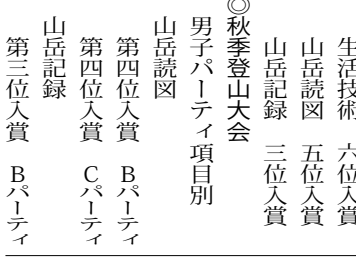 生活技術　六位入賞
山岳読図　五位入賞
山岳記録　三位入賞
◎秋季登山大会
男子パーティ項目別
山岳読図
第四位入賞　Bパーティ
第四位入賞　Cパーティ
山岳記録
第三位入賞　Bパーティ